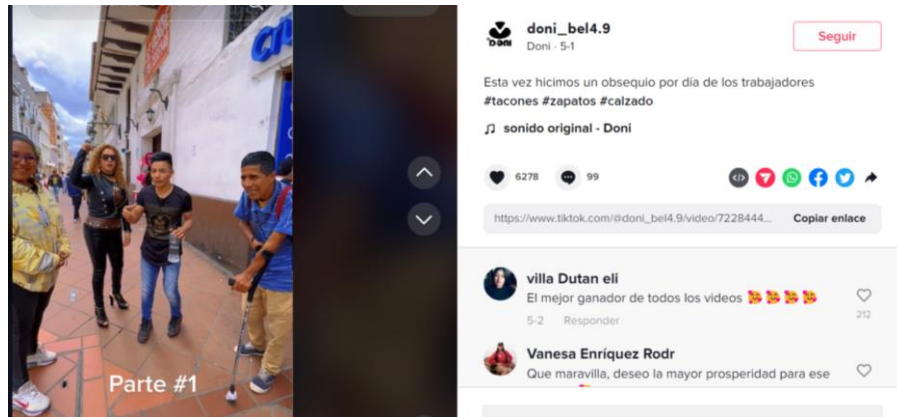 Parte #1
DONI
doni_bel4.9
Doni · 5-1
Seguir
Esta vez hicimos un obsequio por día de los trabajadores
#tacones #zapatos #calzado
sonido original - Doni
6278
99
https://www.tiktok.com/@doni_bel4.9/video/7228444...
Copiar enlace
villa Dutan eli
El mejor ganador de todos los videos 🥰 🥰 🥰 🥰
5-2 Responder
212
Vanesa Enríquez Rodr
Que maravilla, deseo la mayor prosperidad para ese